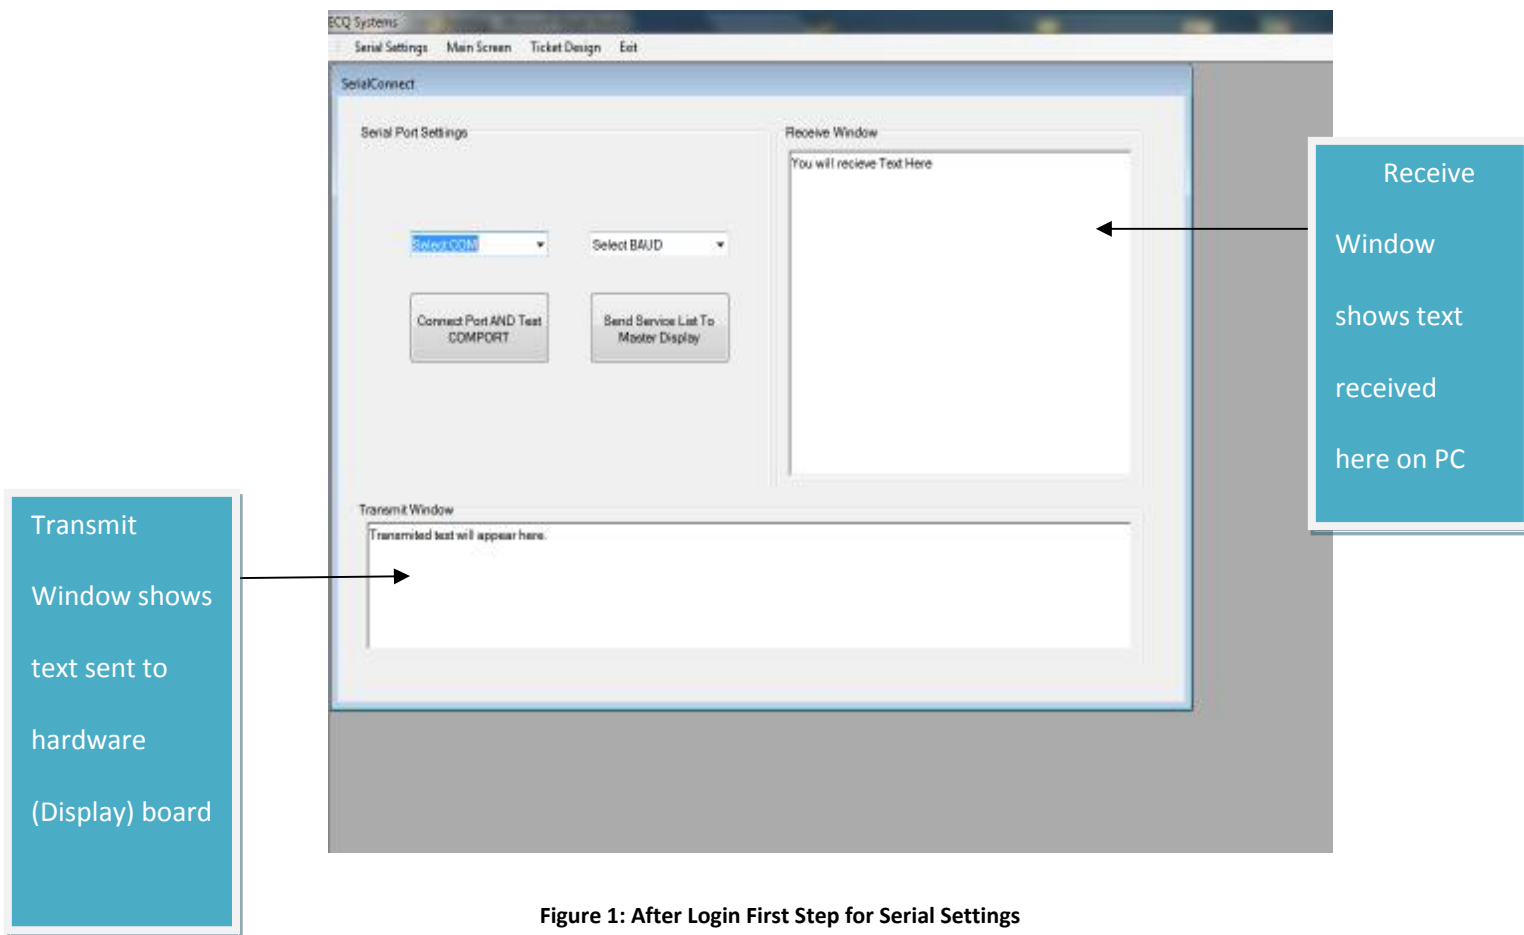 ECQ Systems
Serial Settings Main Screen Ticket Design Exit
SerialConnect
Serial Port Settings
Select COM
Select BAUD
Connect Port AND Test
COMPORT
Send Service List To
Master Display
Receive Window
You will recieve Text Here
Transmit Window
Transmited text will appear here.
Receive
Window
shows text
received
here on PC
Transmit
Window shows
text sent to
hardware
(Display) board
Figure 1: After Login First Step for Serial Settings